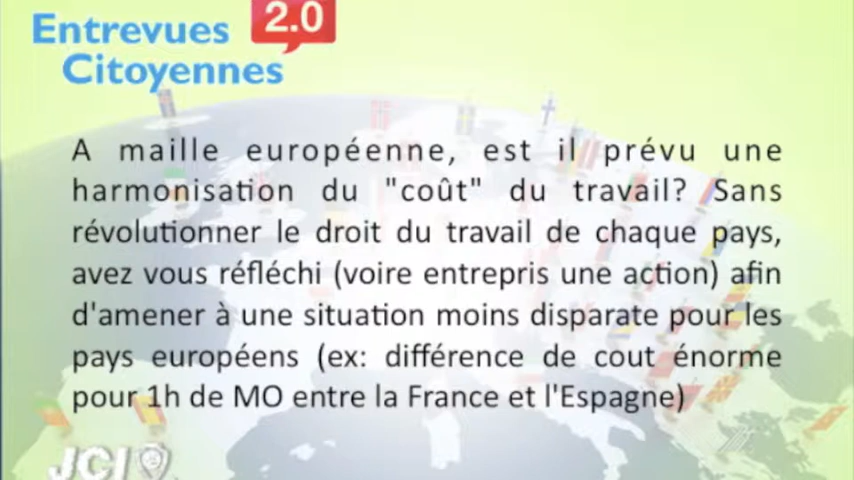 Entrevues 2.0
Citoyennes
A maille européenne, est il prévu une
harmonisation du "coût" du travail? Sans
révolutionner le droit du travail de chaque pays,
avez vous réfléchi (voire entrepris une action) afin
d'amener à une situation moins disparate pour les
pays européens (ex: différence de cout énorme
pour 1h de MO entre la France et l'Espagne)
JCI